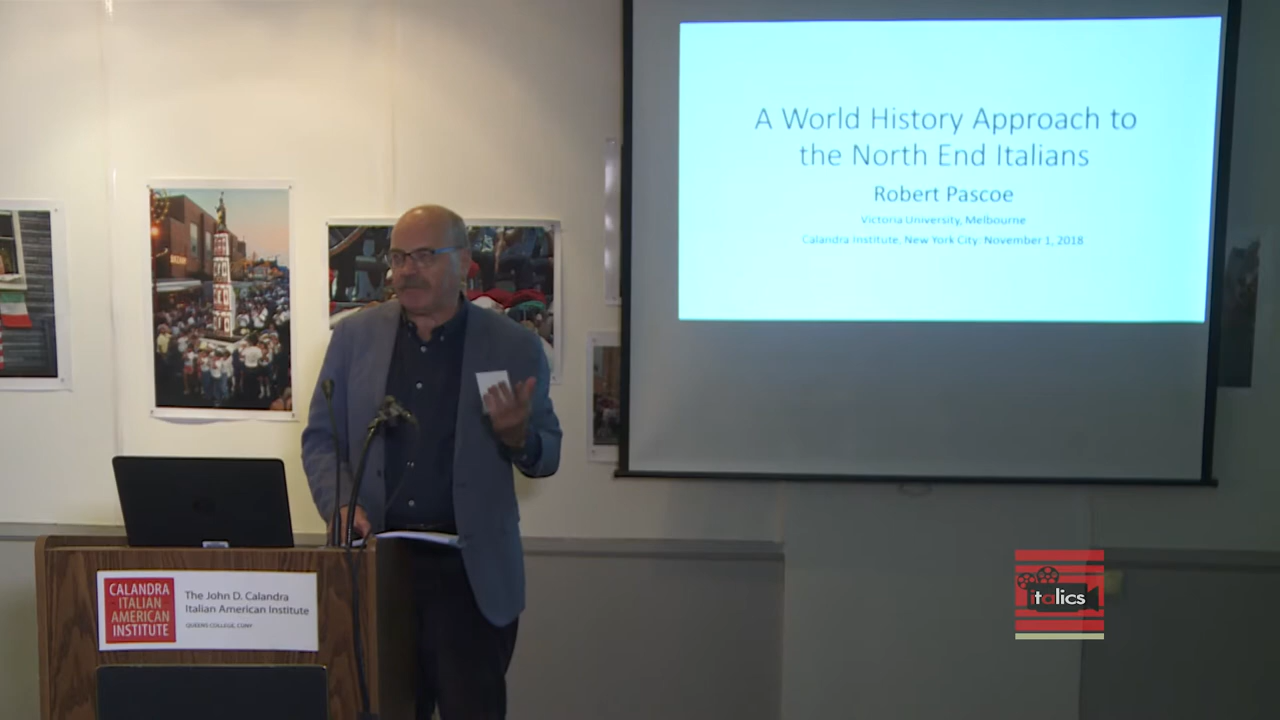 A World History Approach to
the North End Italians
Robert Pascoe
Victoria University, Melbourne
Calandra Institute, New York City November 1, 2018
CALANDRA
ITALIAN
AMERICAN
INSTITUTE
The John D. Calandra
Italian American Institute
QUEENS COLLEGE, CUNY
italics